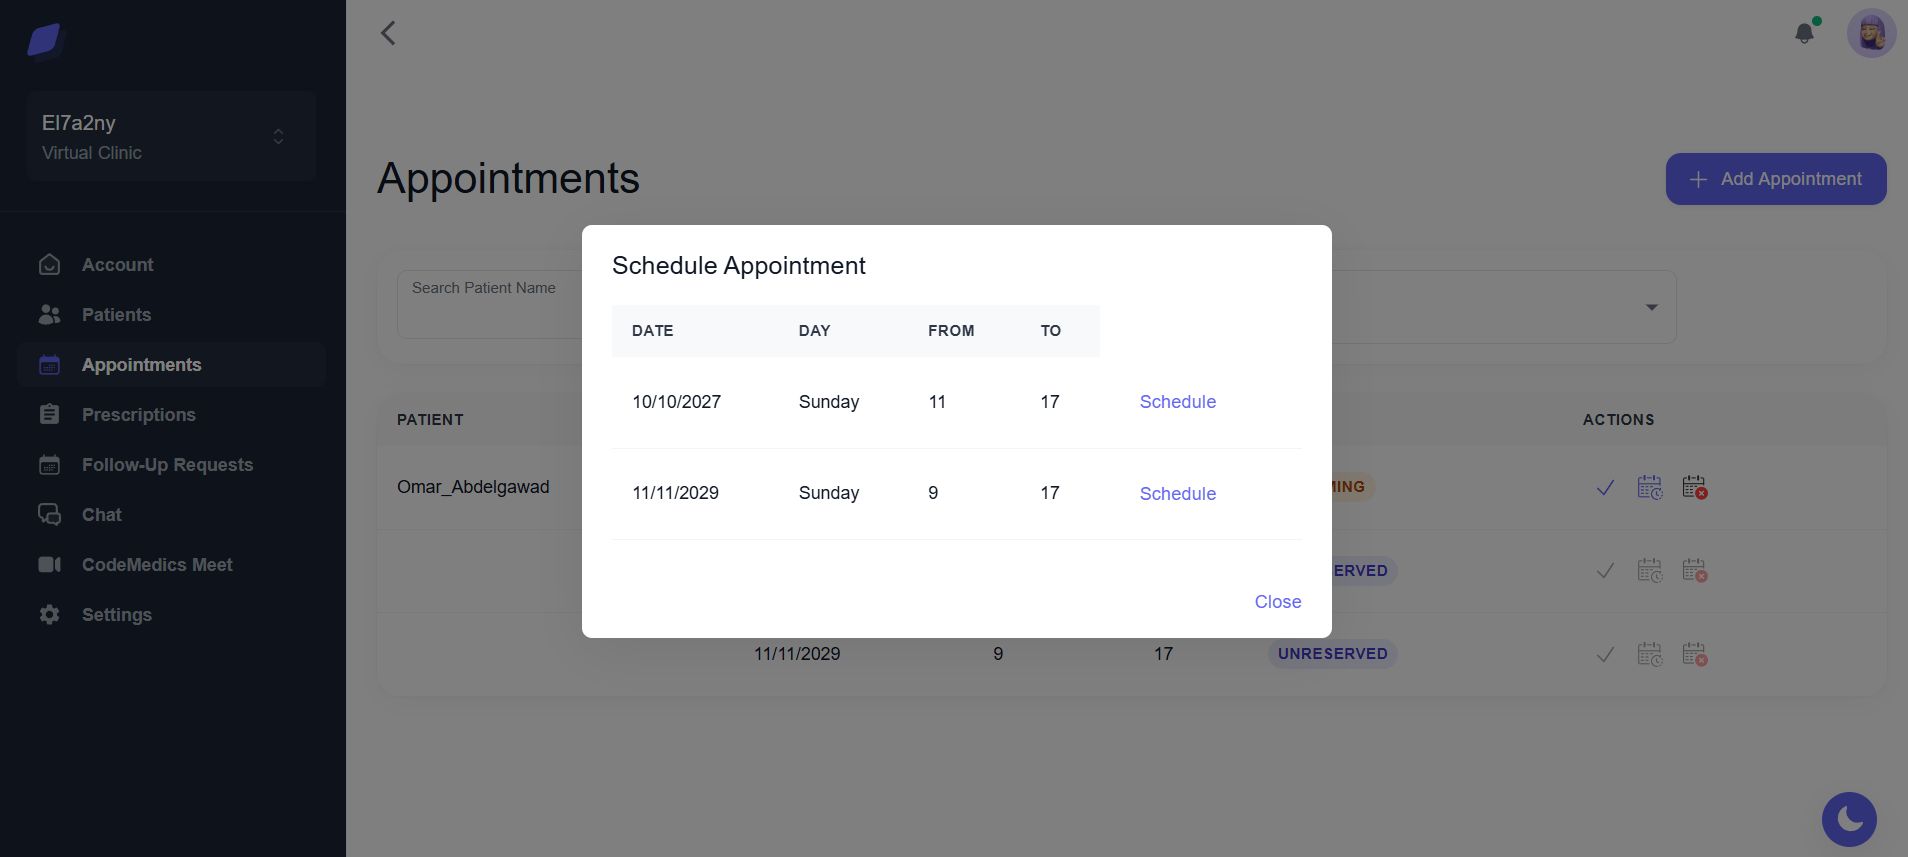 El7a2ny
Virtual Clinic
Account
Patients
Appointments
Prescriptions
Follow-Up Requests
Chat
CodeMedics Meet
Settings
Appointments
Add Appointment
Search Patient Name
Schedule Appointment
DATE DAY FROM TO
10/10/2027 Sunday 11 17 Schedule
11/11/2029 Sunday 9 17 Schedule
Close
PATIENT ACTIONS
Omar_Abdelgawad
11/11/2029 9 17 UNRESERVED